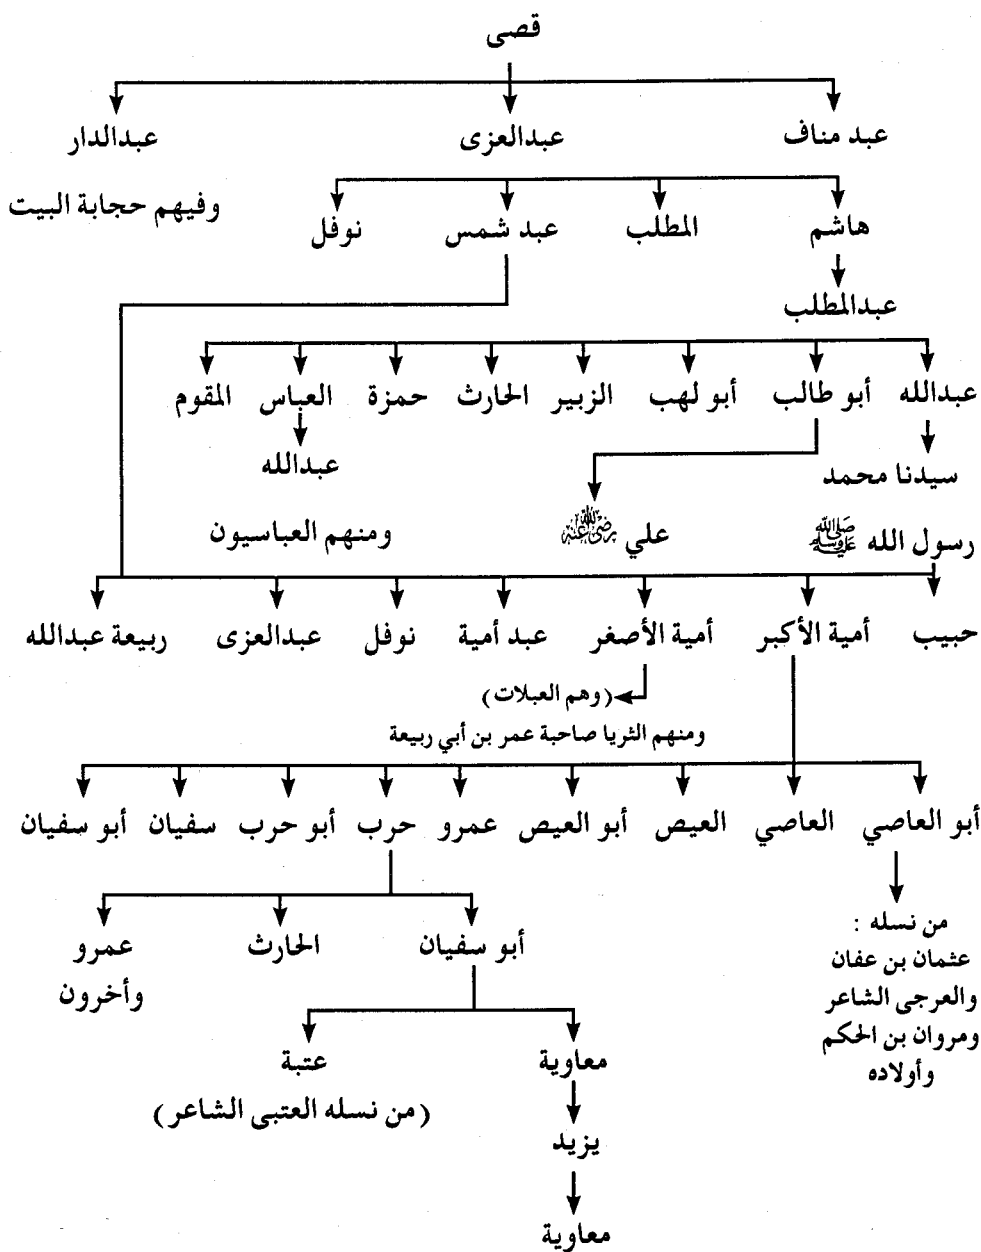 قصى
عبد مناف عبدالعزى عبدالدار
وفيهم حجابة البيت
هاشم المطلب عبد شمس نوفل
عبدالمطلب
عبدالله أبو طالب أبو لهب الزبير الحارث حمزة العباس المقوم
سيدنا محمد عبدالله
رسول الله ﷺ علي رضي الله عنه ومنهم العباسيون
حبيب أمية الأكبر أمية الأصغر عبد أمية نوفل عبدالعزى ربيعة عبدالله
(وهم العبلات)
ومنهم الثريا صاحبة عمر بن أبي ربيعة
أبو العاصي العاصي العيص أبو العيص عمرو حرب أبو حرب سفيان أبو سفيان
من نسله :
عثمان بن عفان
والعرجى الشاعر
ومروان بن الحكم
وأولاده
أبو سفيان الحارث عمرو
وأخرون
معاوية عتبة
(من نسله العتبى الشاعر)
يزيد
معاوية